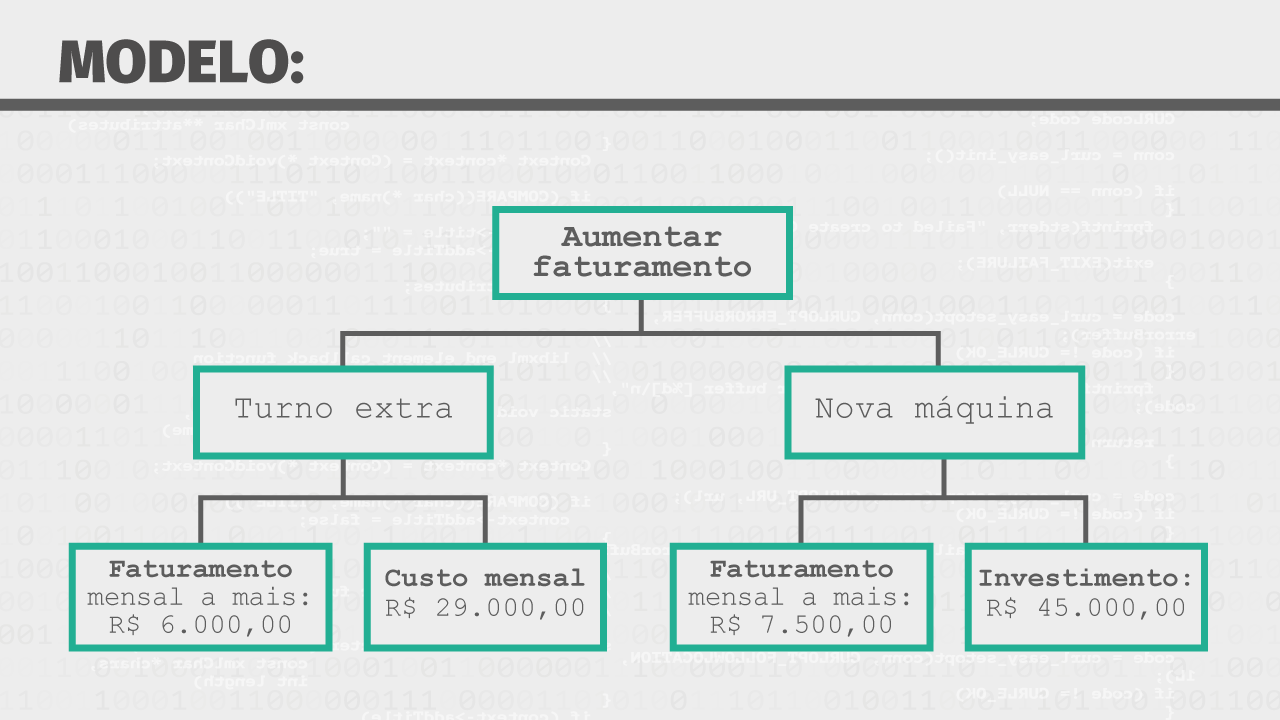 MODELO:
Aumentar
faturamento
Turno extra
Nova máquina
Faturamento
mensal a mais:
R$ 6.000,00
Custo mensal
R$ 29.000,00
Faturamento
mensal a mais:
R$ 7.500,00
Investimento:
R$ 45.000,00